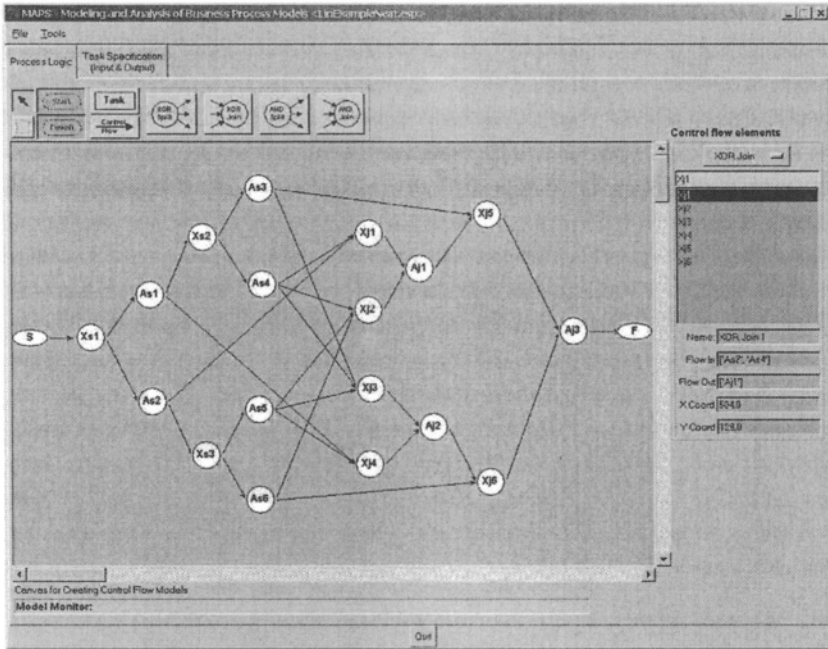 MAPS - Modeling and Analysis of Business Process Models
File Tools
Process Logic
Task Specification
(Input & Output)
Start
Task
XOR
Split
XOR
Join
AND
Split
AND
Join
Finish
Control
Flow
Control flow elements
XOR Join
Xj1
Xj1
Xj2
Xj3
Xj4
Xj5
Xj6
As3
Xj5
Xs2
Xj1
As4
Aj1
As1
Xj2
S
Xs1
Aj3
F
As2
Xj3
As5
Aj2
Xs3
Xj4
As6
Xj6
Name: XOR Join 1
Flow In ['As2', 'As4']
Flow Out ['Aj1']
X Coord 504.0
Y Coord
Canvas for Creating Control Flow Models
Model Monitor:
Quit